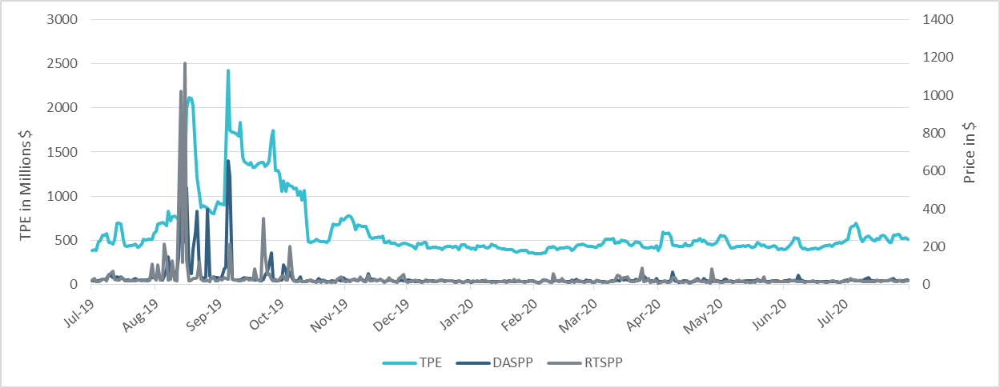 3000
2500
2000
1500
1000
500
0
TPE in Millions $
1400
1200
1000
800
600
400
200
0
Price in $
Jul-19
Aug-19
Sep-19
Oct-19
Nov-19
Dec-19
Jan-20
Feb-20
Mar-20
Apr-20
May-20
Jun-20
Jul-20
TPE DASPP RTSPP